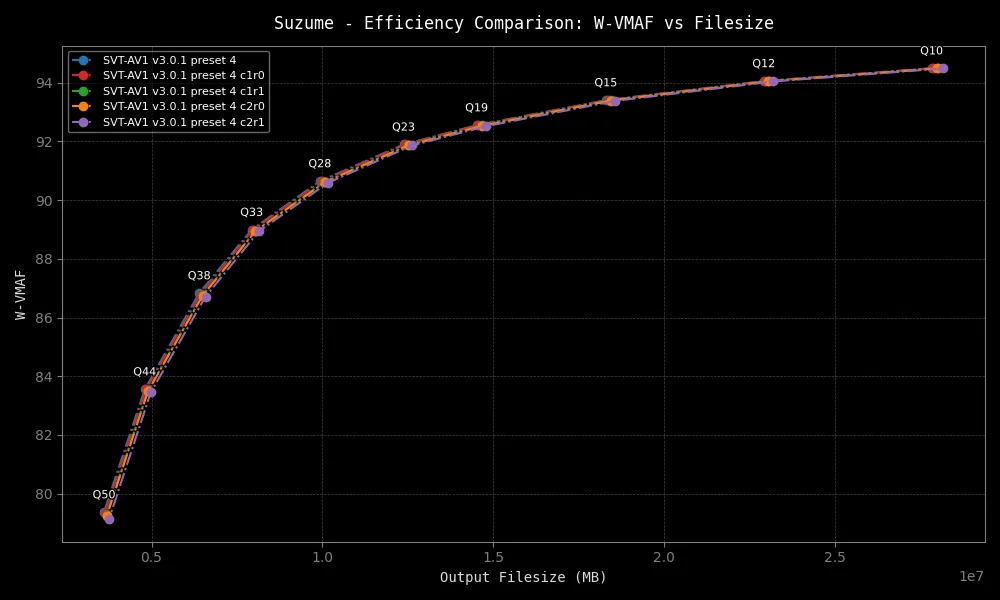 Suzume - Efficiency Comparison: W-VMAF vs Filesize
SVT-AV1 v3.0.1 preset 4
SVT-AV1 v3.0.1 preset 4 c1r0
SVT-AV1 v3.0.1 preset 4 c1r1
SVT-AV1 v3.0.1 preset 4 c2r0
SVT-AV1 v3.0.1 preset 4 c2r1
Q10
Q12
Q15
Q19
Q23
Q28
Q33
Q38
Q44
Q50
94
92
90
88
86
84
82
80
W-VMAF
0.5 1.0 1.5 2.0 2.5
1e7
Output Filesize (MB)